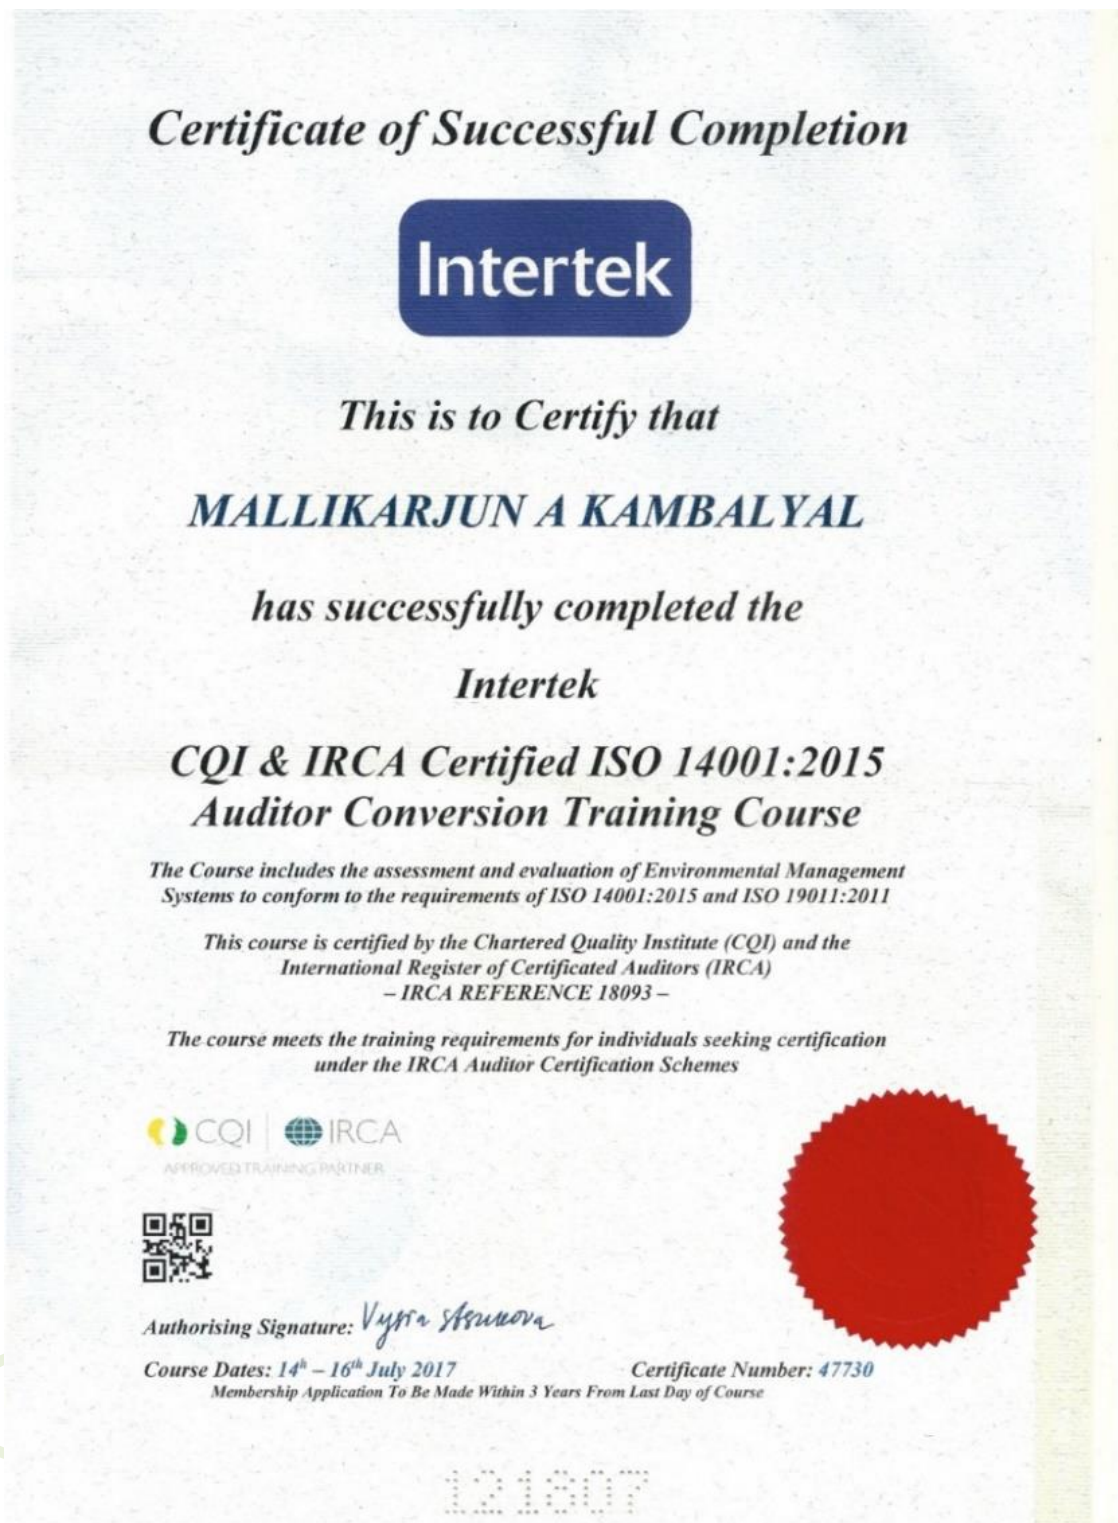 Certificate of Successful Completion
Intertek
This is to Certify that
MALLIKARJUN A KAMBALYAL
has successfully completed the
Intertek
CQI & IRCA Certified ISO 14001:2015
Auditor Conversion Training Course
The Course includes the assessment and evaluation of Environmental Management
Systems to conform to the requirements of ISO 14001:2015 and ISO 19011:2011
This course is certified by the Chartered Quality Institute (CQI) and the
International Register of Certificated Auditors (IRCA)
– IRCA REFERENCE 18093 –
The course meets the training requirements for individuals seeking certification
under the IRCA Auditor Certification Schemes
CQI IRCA
APPROVED TRAINING PARTNER
Authorising Signature:
Course Dates: 14h – 16th July 2017 Certificate Number: 47730
Membership Application To Be Made Within 3 Years From Last Day of Course
121807